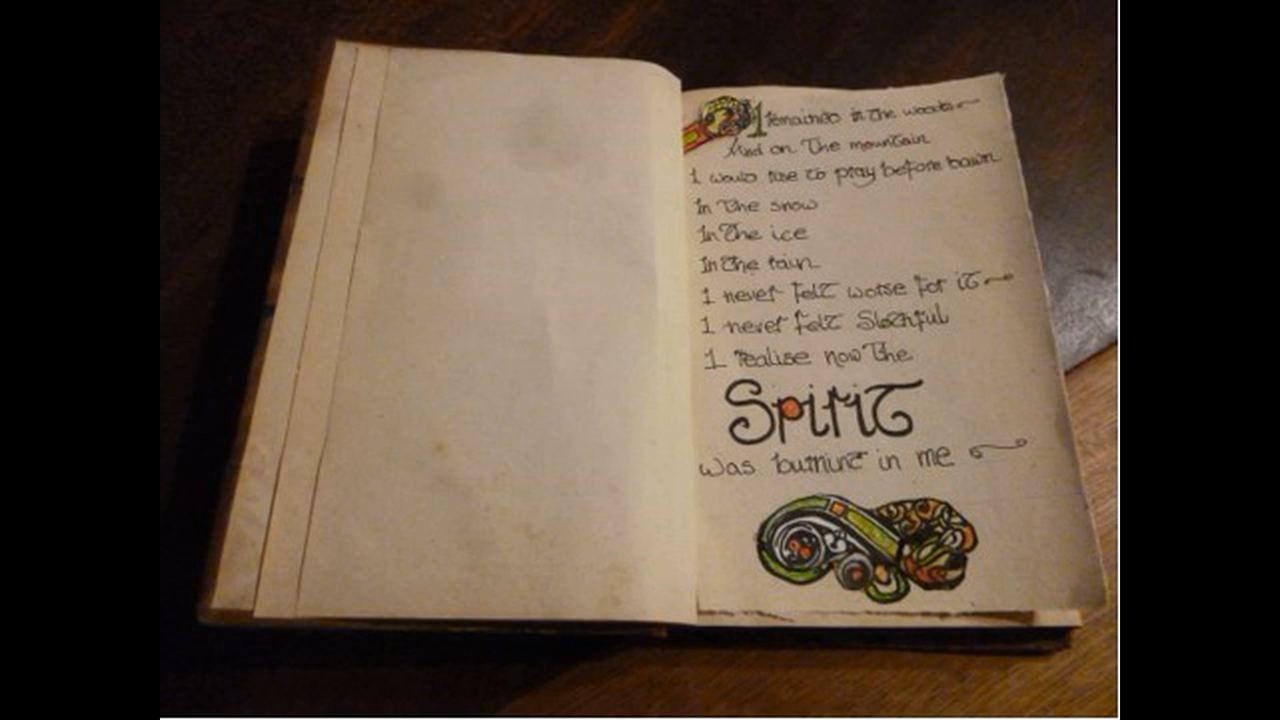 I remained in the woods
And on the mountain
I would rise to pray before dawn
In the snow
In the ice
In the rain
I never felt worse for it
I never felt Slothful
I realise now the
Spirit
was burning in me